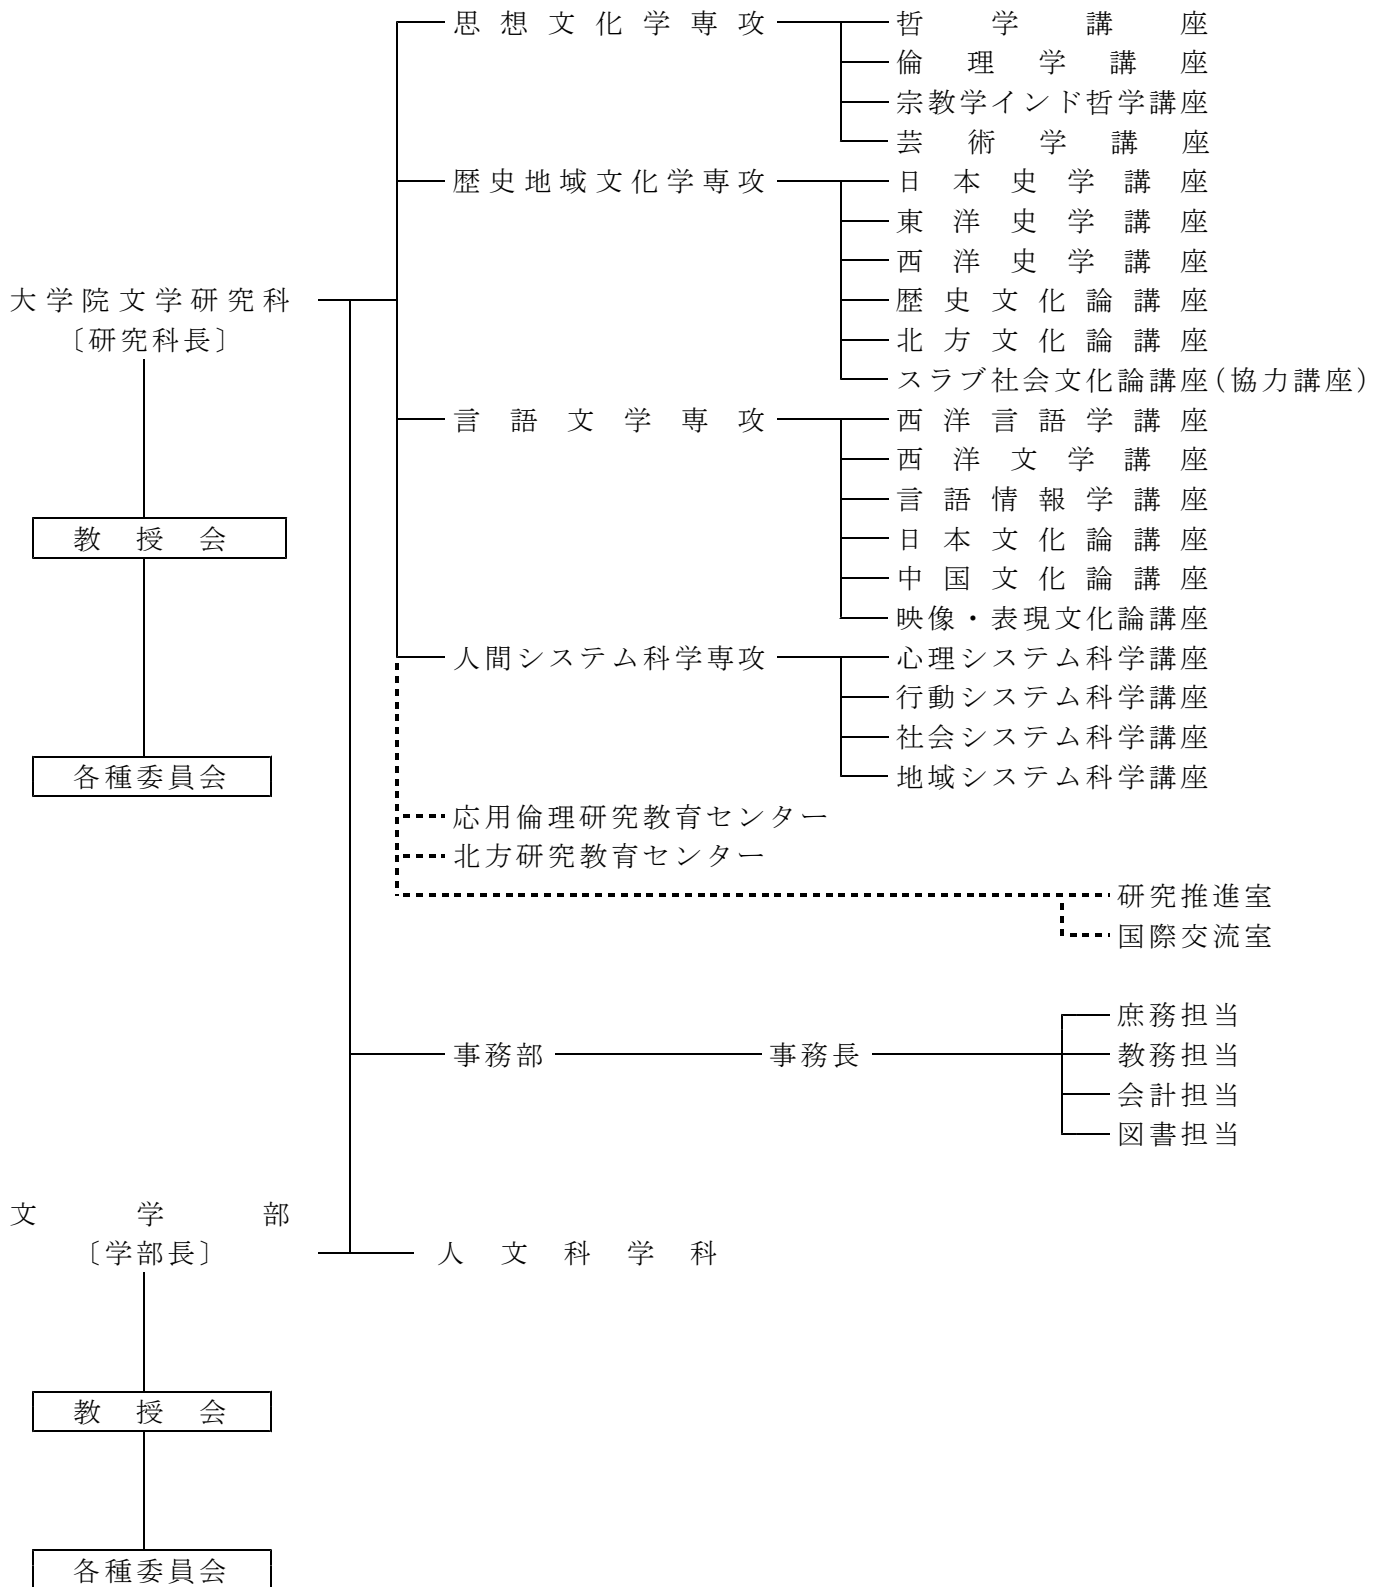 思想文化学専攻
哲学講座
倫理学講座
宗教学インド哲学講座
芸術学講座
歴史地域文化学専攻
日本史学講座
東洋史学講座
西洋史学講座
大学院文学研究科
〔研究科長〕
歴史文化論講座
北方文化論講座
スラブ社会文化論講座(協力講座)
言語文学専攻
西洋言語学講座
西洋文学講座
言語情報学講座
教授会
日本文化論講座
中国文化論講座
映像・表現文化論講座
人間システム科学専攻
心理システム科学講座
行動システム科学講座
社会システム科学講座
各種委員会
地域システム科学講座
応用倫理研究教育センター
北方研究教育センター
研究推進室
国際交流室
事務部
事務長
庶務担当
教務担当
会計担当
図書担当
文学部
〔学部長〕
人文科学科
教授会
各種委員会